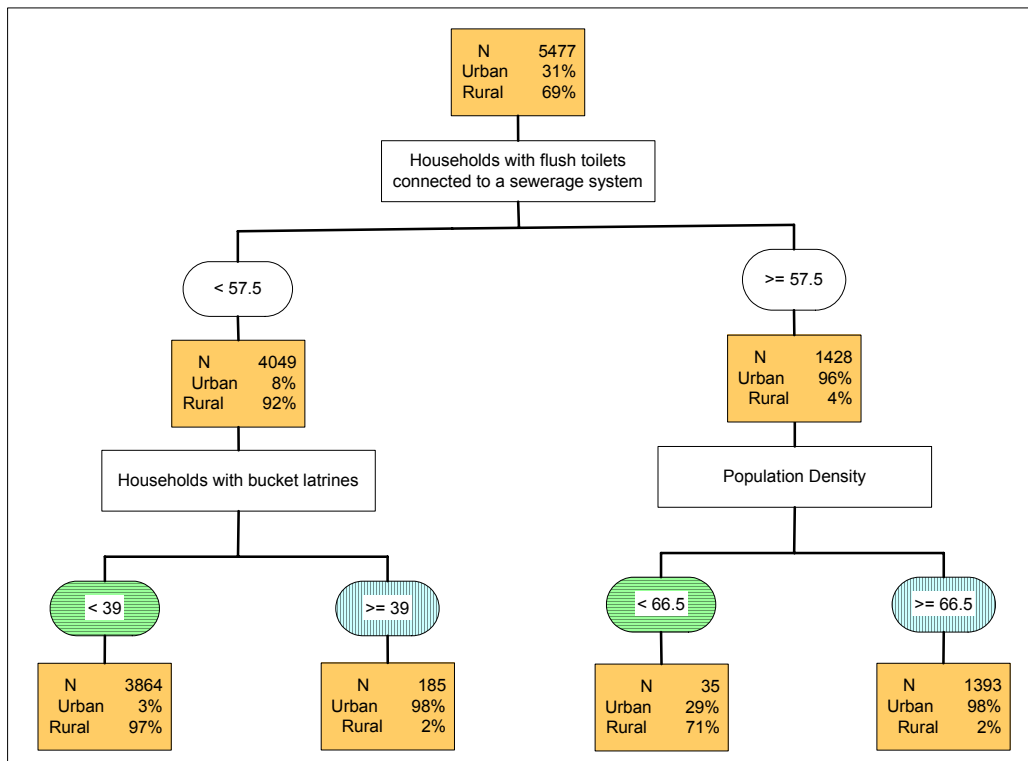 N 5477
Urban 31%
Rural 69%
Households with flush toilets
connected to a sewerage system
< 57.5
>= 57.5
N 4049
Urban 8%
Rural 92%
N 1428
Urban 96%
Rural 4%
Households with bucket latrines
Population Density
< 39
>= 39
< 66.5
>= 66.5
N 3864
Urban 3%
Rural 97%
N 185
Urban 98%
Rural 2%
N 35
Urban 29%
Rural 71%
N 1393
Urban 98%
Rural 2%